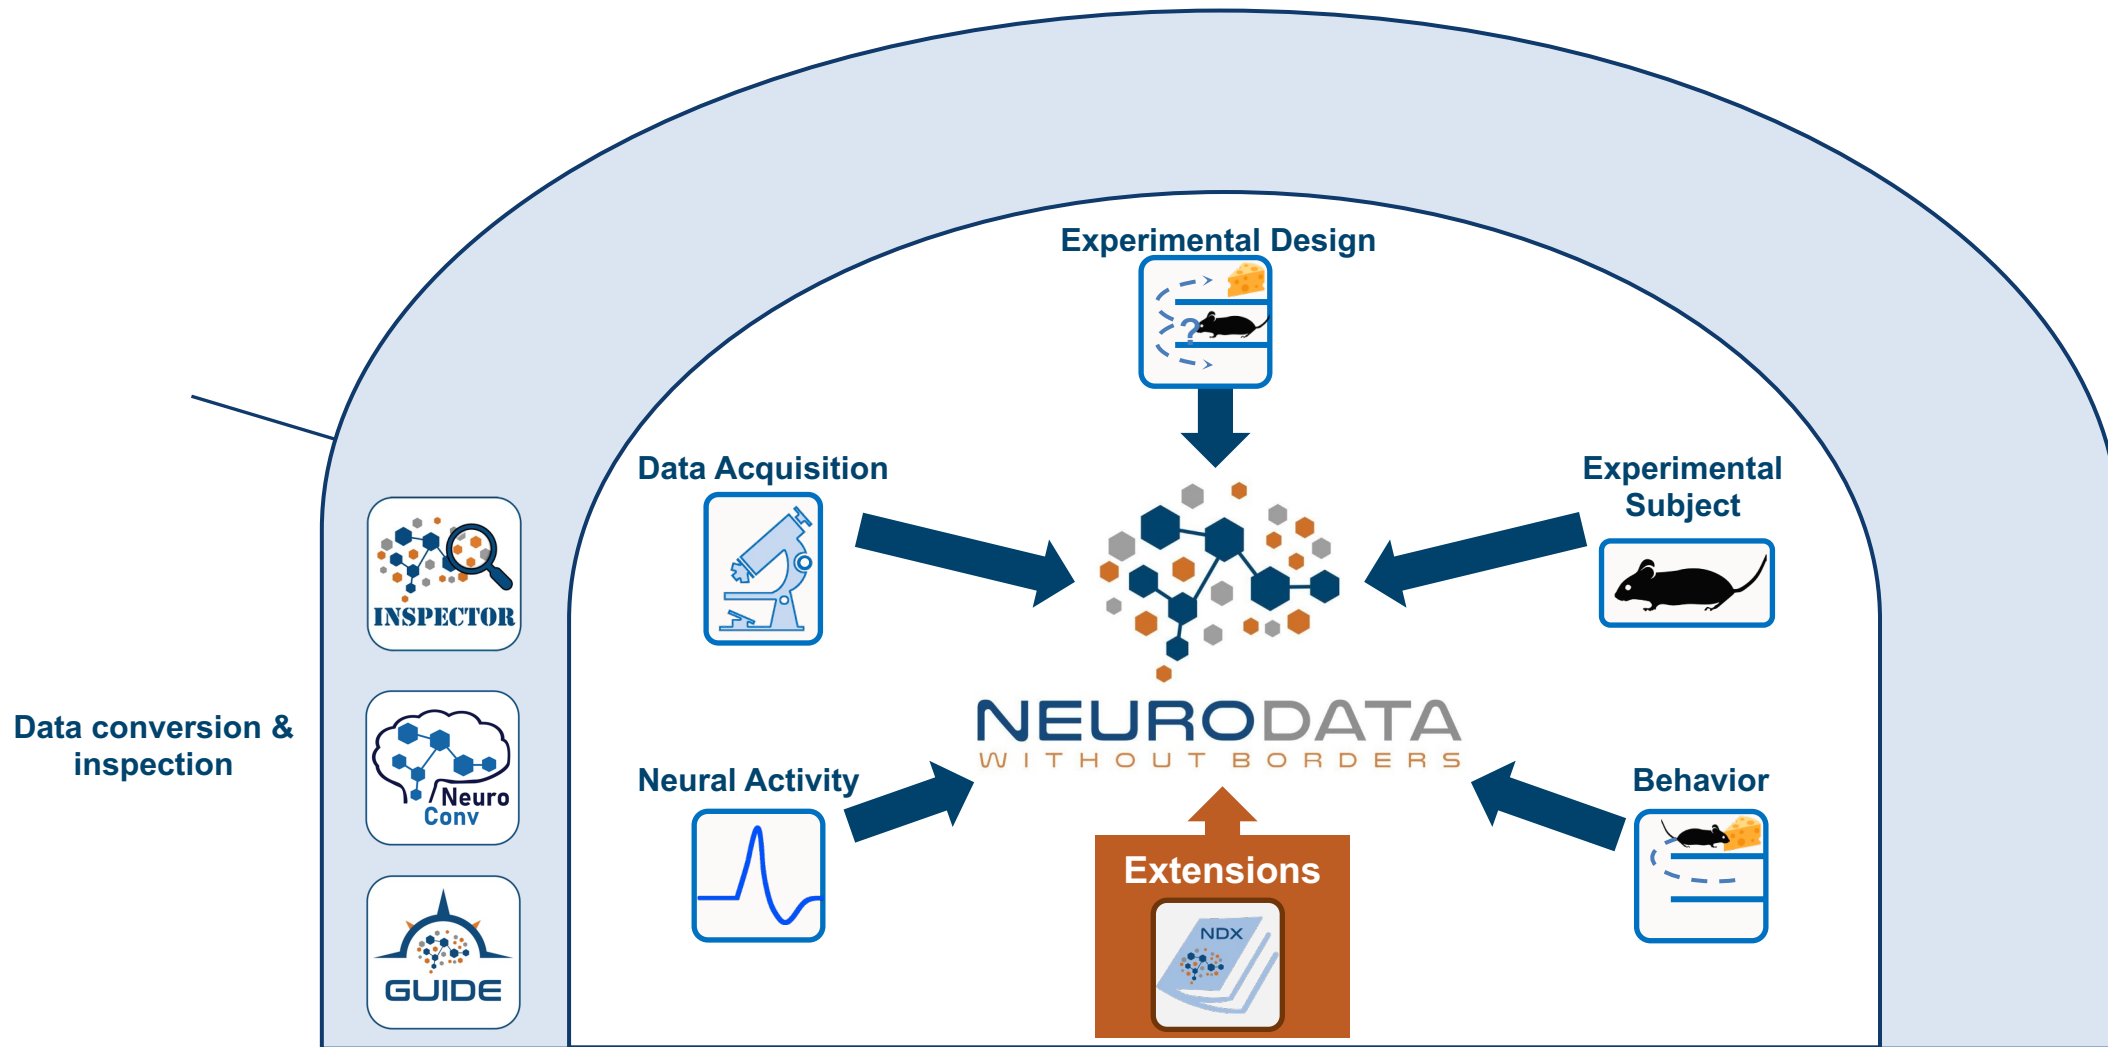 Experimental Design
?
Data Acquisition
Experimental
Subject
INSPECTOR
NEURODATA
WITHOUT BORDERS
Data conversion &
inspection
Neuro
Conv
Neural Activity
Behavior
Extensions
NDX
GUIDE